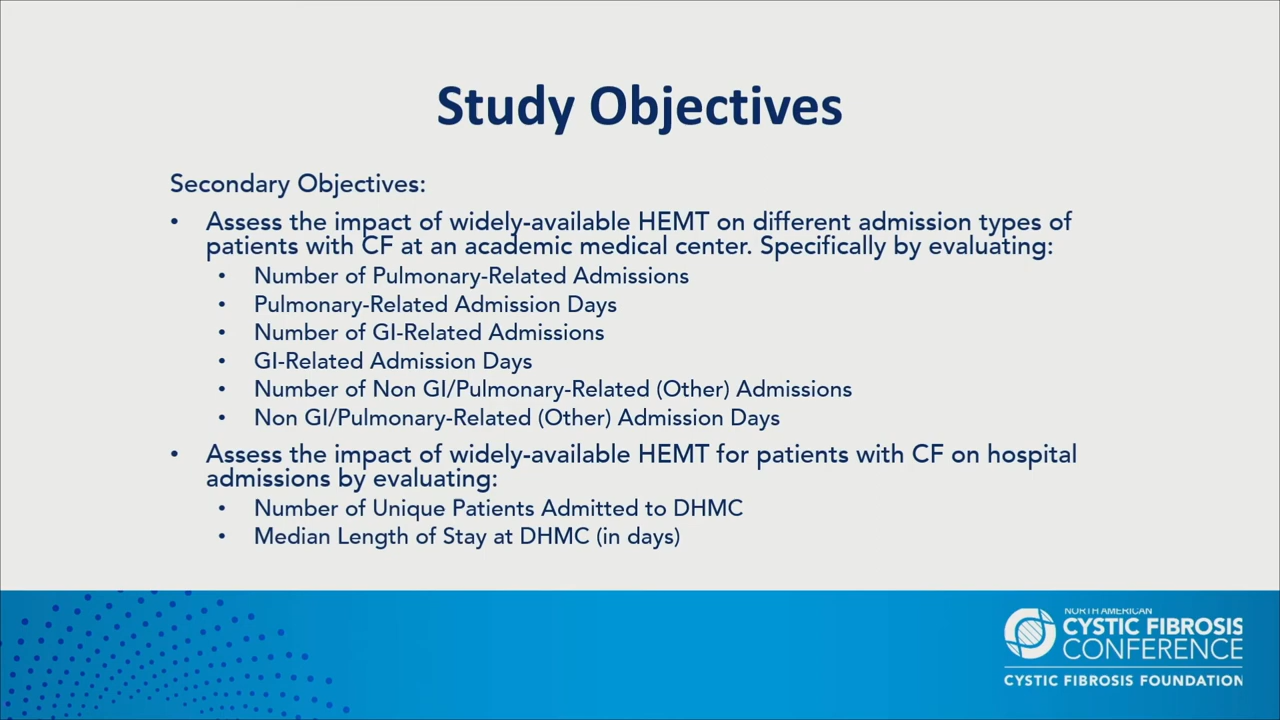 Study Objectives
Secondary Objectives:
• Assess the impact of widely-available HEMT on different admission types of
patients with CF at an academic medical center. Specifically by evaluating:
• Number of Pulmonary-Related Admissions
• Pulmonary-Related Admission Days
• Number of GI-Related Admissions
• GI-Related Admission Days
• Number of Non GI/Pulmonary-Related (Other) Admissions
• Non GI/Pulmonary-Related (Other) Admission Days
• Assess the impact of widely-available HEMT for patients with CF on hospital
admissions by evaluating:
• Number of Unique Patients Admitted to DHMC
• Median Length of Stay at DHMC (in days)
NORTH AMERICAN
CYSTIC FIBROSIS
CONFERENCE
CYSTIC FIBROSIS FOUNDATION